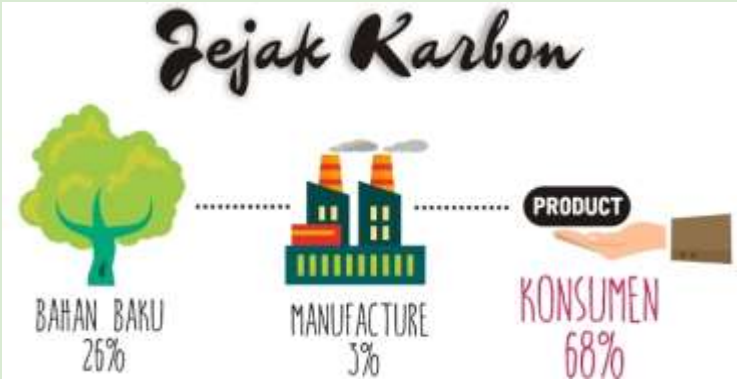 Jejak Karbon
PRODUCT
BAHAN BAKU
26%
MANUFACTURE
3%
KONSUMEN
68%